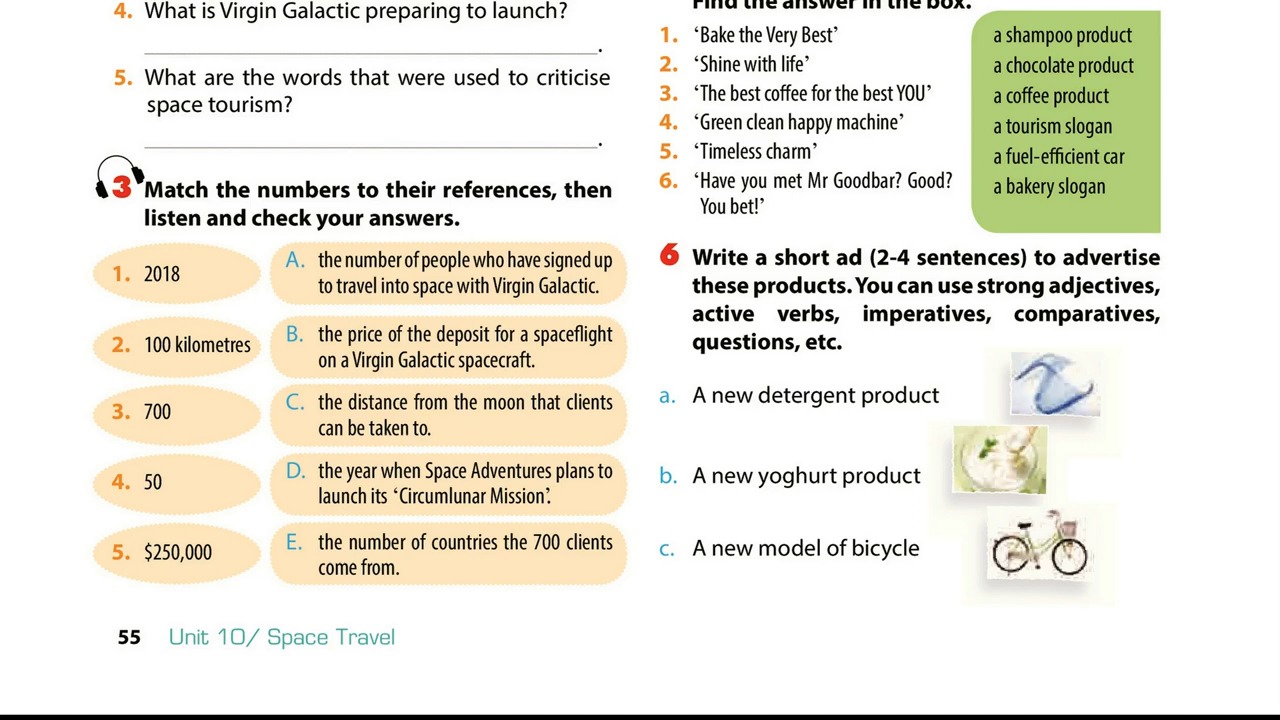 4. What is Virgin Galactic preparing to launch?
.
5. What are the words that were used to criticise
space tourism?
.
3 Match the numbers to their references, then
listen and check your answers.
1. 2018
A. the number of people who have signed up
to travel into space with Virgin Galactic.
2. 100 kilometres
B. the price of the deposit for a spaceflight
on a Virgin Galactic spacecraft.
3. 700
C. the distance from the moon that clients
can be taken to.
4. 50
D. the year when Space Adventures plans to
launch its ‘Circumlunar Mission’.
5. $250,000
E. the number of countries the 700 clients
come from.
55 Unit 10/ Space Travel
Find the answer in the box.
1. ‘Bake the Very Best’
2. ‘Shine with life’
3. ‘The best coffee for the best YOU’
4. ‘Green clean happy machine’
5. ‘Timeless charm’
6. ‘Have you met Mr Goodbar? Good?
You bet!’
a shampoo product
a chocolate product
a coffee product
a tourism slogan
a fuel-efficient car
a bakery slogan
6 Write a short ad (2-4 sentences) to advertise
these products. You can use strong adjectives,
active verbs, imperatives, comparatives,
questions, etc.
a. A new detergent product
b. A new yoghurt product
c. A new model of bicycle